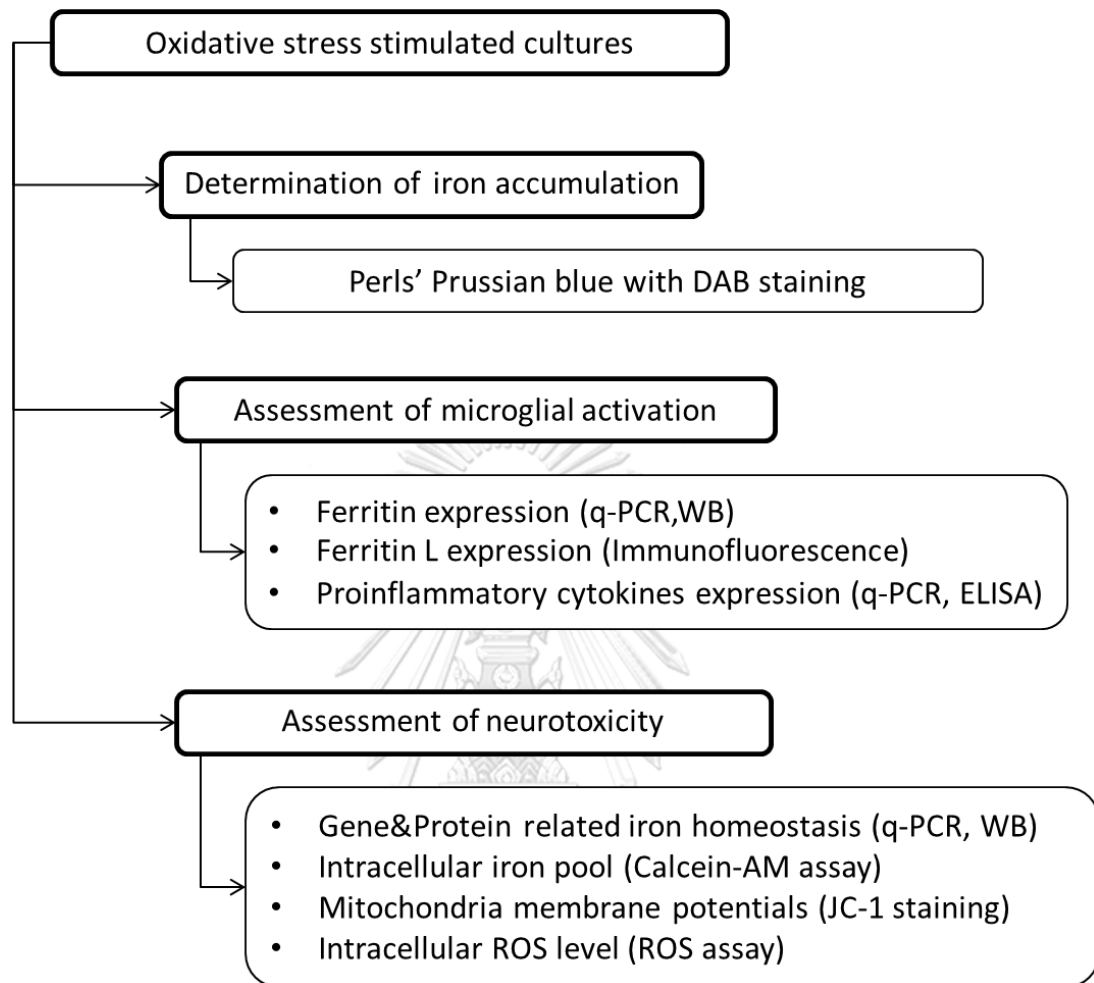 Oxidative stress stimulated cultures
Determination of iron accumulation
Perls’ Prussian blue with DAB staining
Assessment of microglial activation
• Ferritin expression (q-PCR,WB)
• Ferritin L expression (Immunofluorescence)
• Proinflammatory cytokines expression (q-PCR, ELISA)
Assessment of neurotoxicity
• Gene&Protein related iron homeostasis (q-PCR, WB)
• Intracellular iron pool (Calcein-AM assay)
• Mitochondria membrane potentials (JC-1 staining)
• Intracellular ROS level (ROS assay)